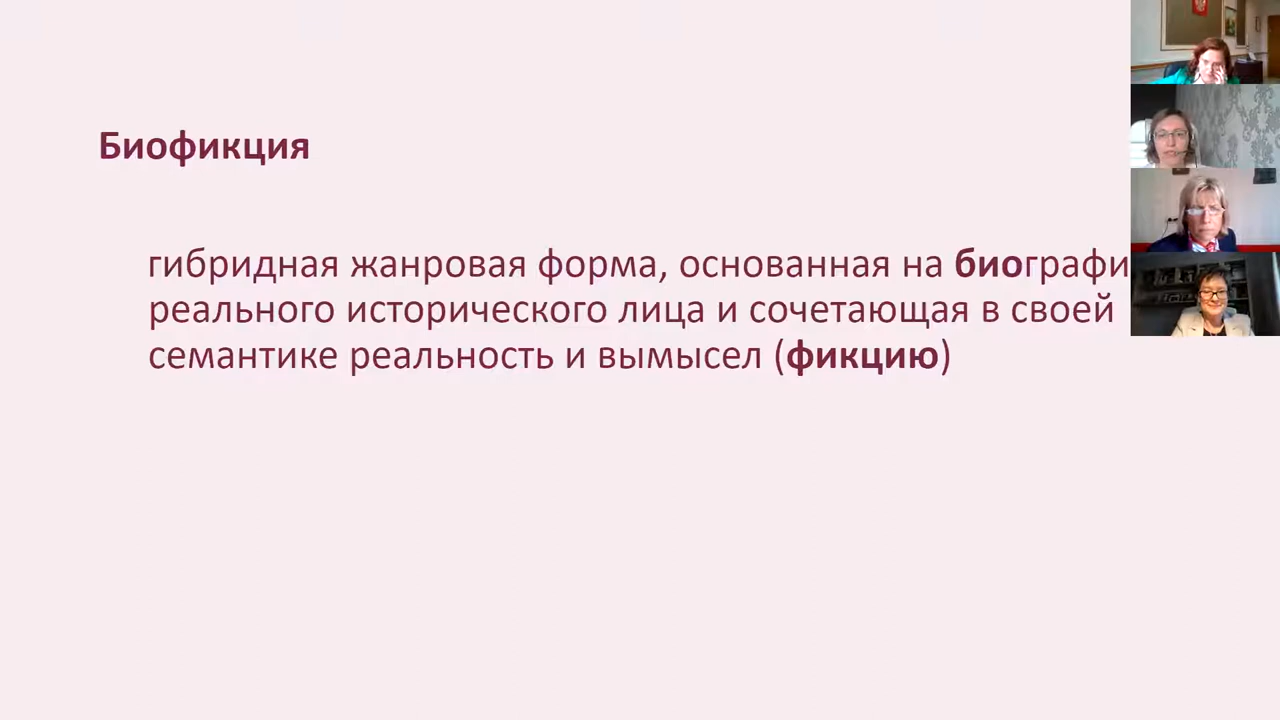 Биофикция
гибридная жанровая форма, основанная на биографи
реального исторического лица и сочетающая в своей
семантике реальность и вымысел (фикцию)